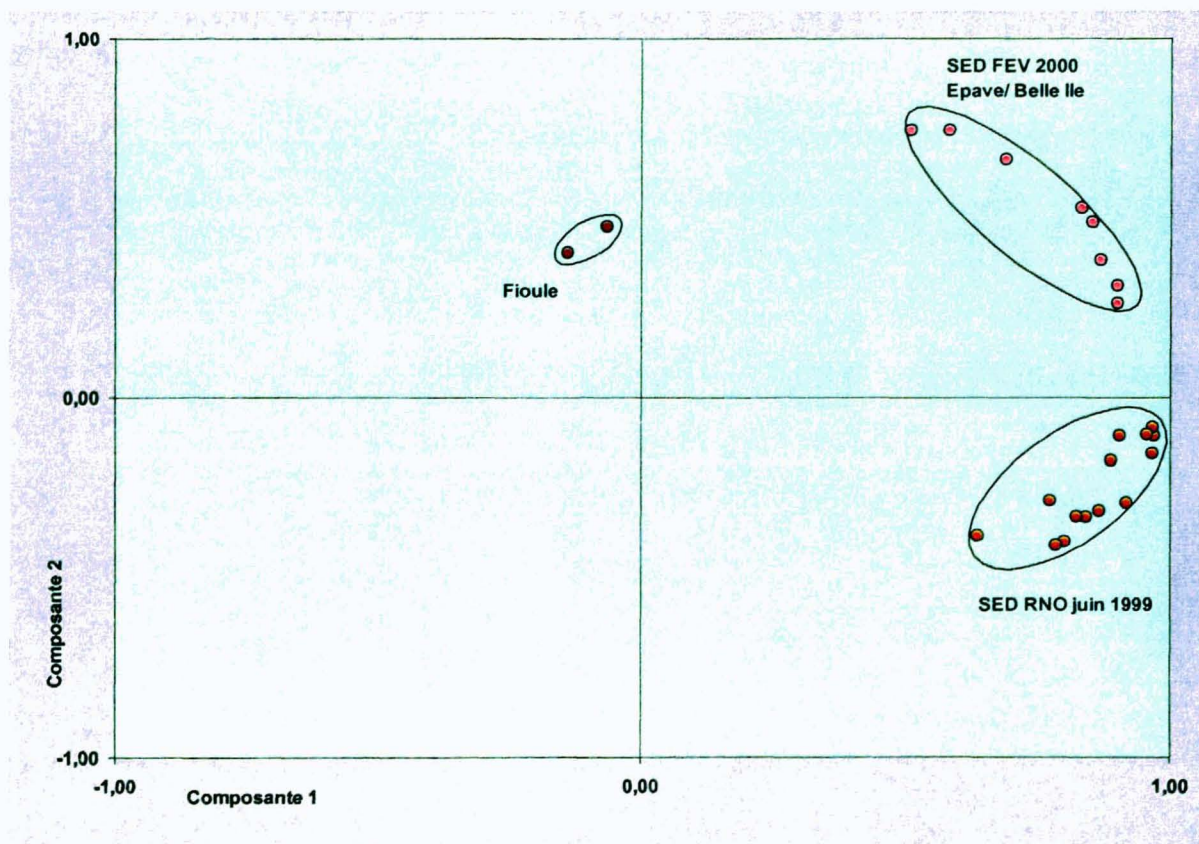 1,00
SED FEV 2000
Epave/ Belle Ile
Fioule
0,00
SED RNO juin 1999
Composante 2
-1,00
-1,00
0,00
1,00
Composante 1